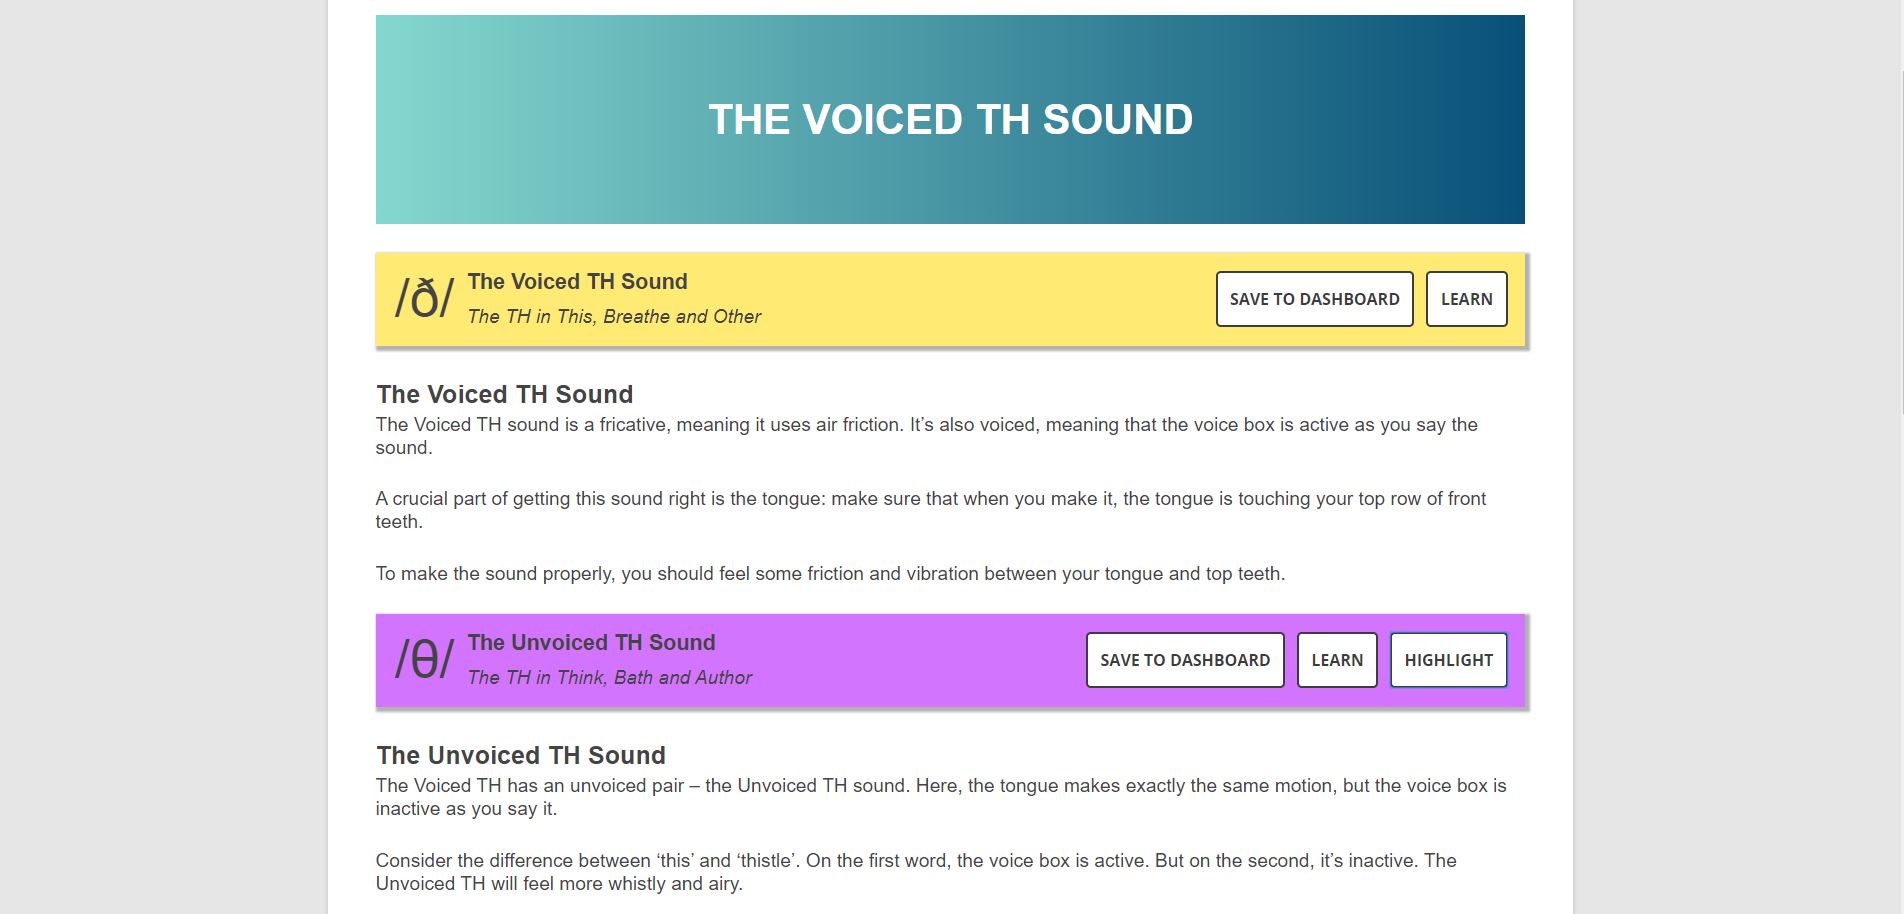 THE VOICED TH SOUND
/ð/
The Voiced TH Sound
The TH in This, Breathe and Other
SAVE TO DASHBOARD
LEARN
The Voiced TH Sound
The Voiced TH sound is a fricative, meaning it uses air friction. It’s also voiced, meaning that the voice box is active as you say the
sound.
A crucial part of getting this sound right is the tongue: make sure that when you make it, the tongue is touching your top row of front
teeth.
To make the sound properly, you should feel some friction and vibration between your tongue and top teeth.
/θ/
The Unvoiced TH Sound
The TH in Think, Bath and Author
SAVE TO DASHBOARD
LEARN
HIGHLIGHT
The Unvoiced TH Sound
The Voiced TH has an unvoiced pair – the Unvoiced TH sound. Here, the tongue makes exactly the same motion, but the voice box is
inactive as you say it.
Consider the difference between ‘this’ and ‘thistle’. On the first word, the voice box is active. But on the second, it’s inactive. The
Unvoiced TH will feel more whistly and airy.